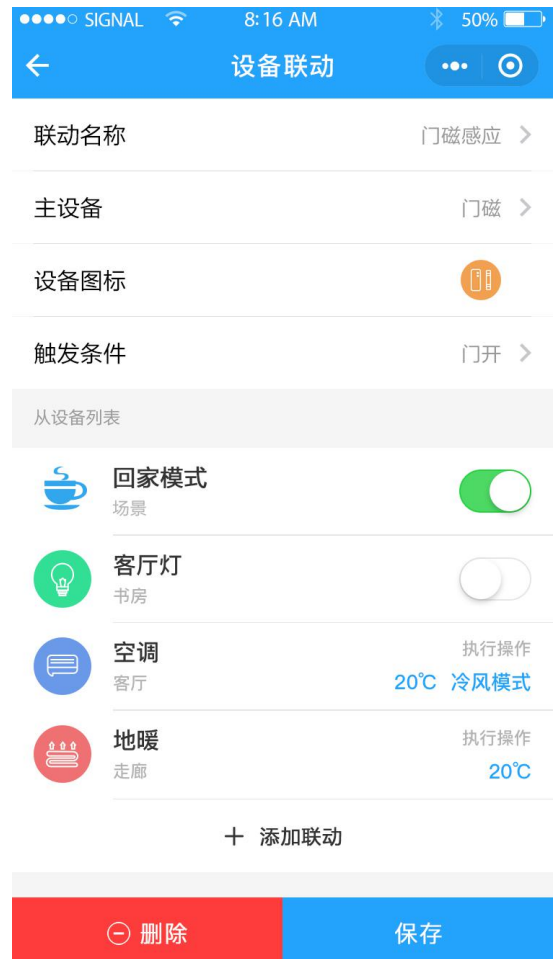 SIGNAL 8:16 AM 50%
设备联动
联动名称 门磁感应
主设备 门磁
设备图标
触发条件 门开
从设备列表
回家模式
场景
客厅灯
书房
空调 执行操作
客厅 20℃ 冷风模式
地暖 执行操作
走廊 20℃
＋ 添加联动
删除 保存